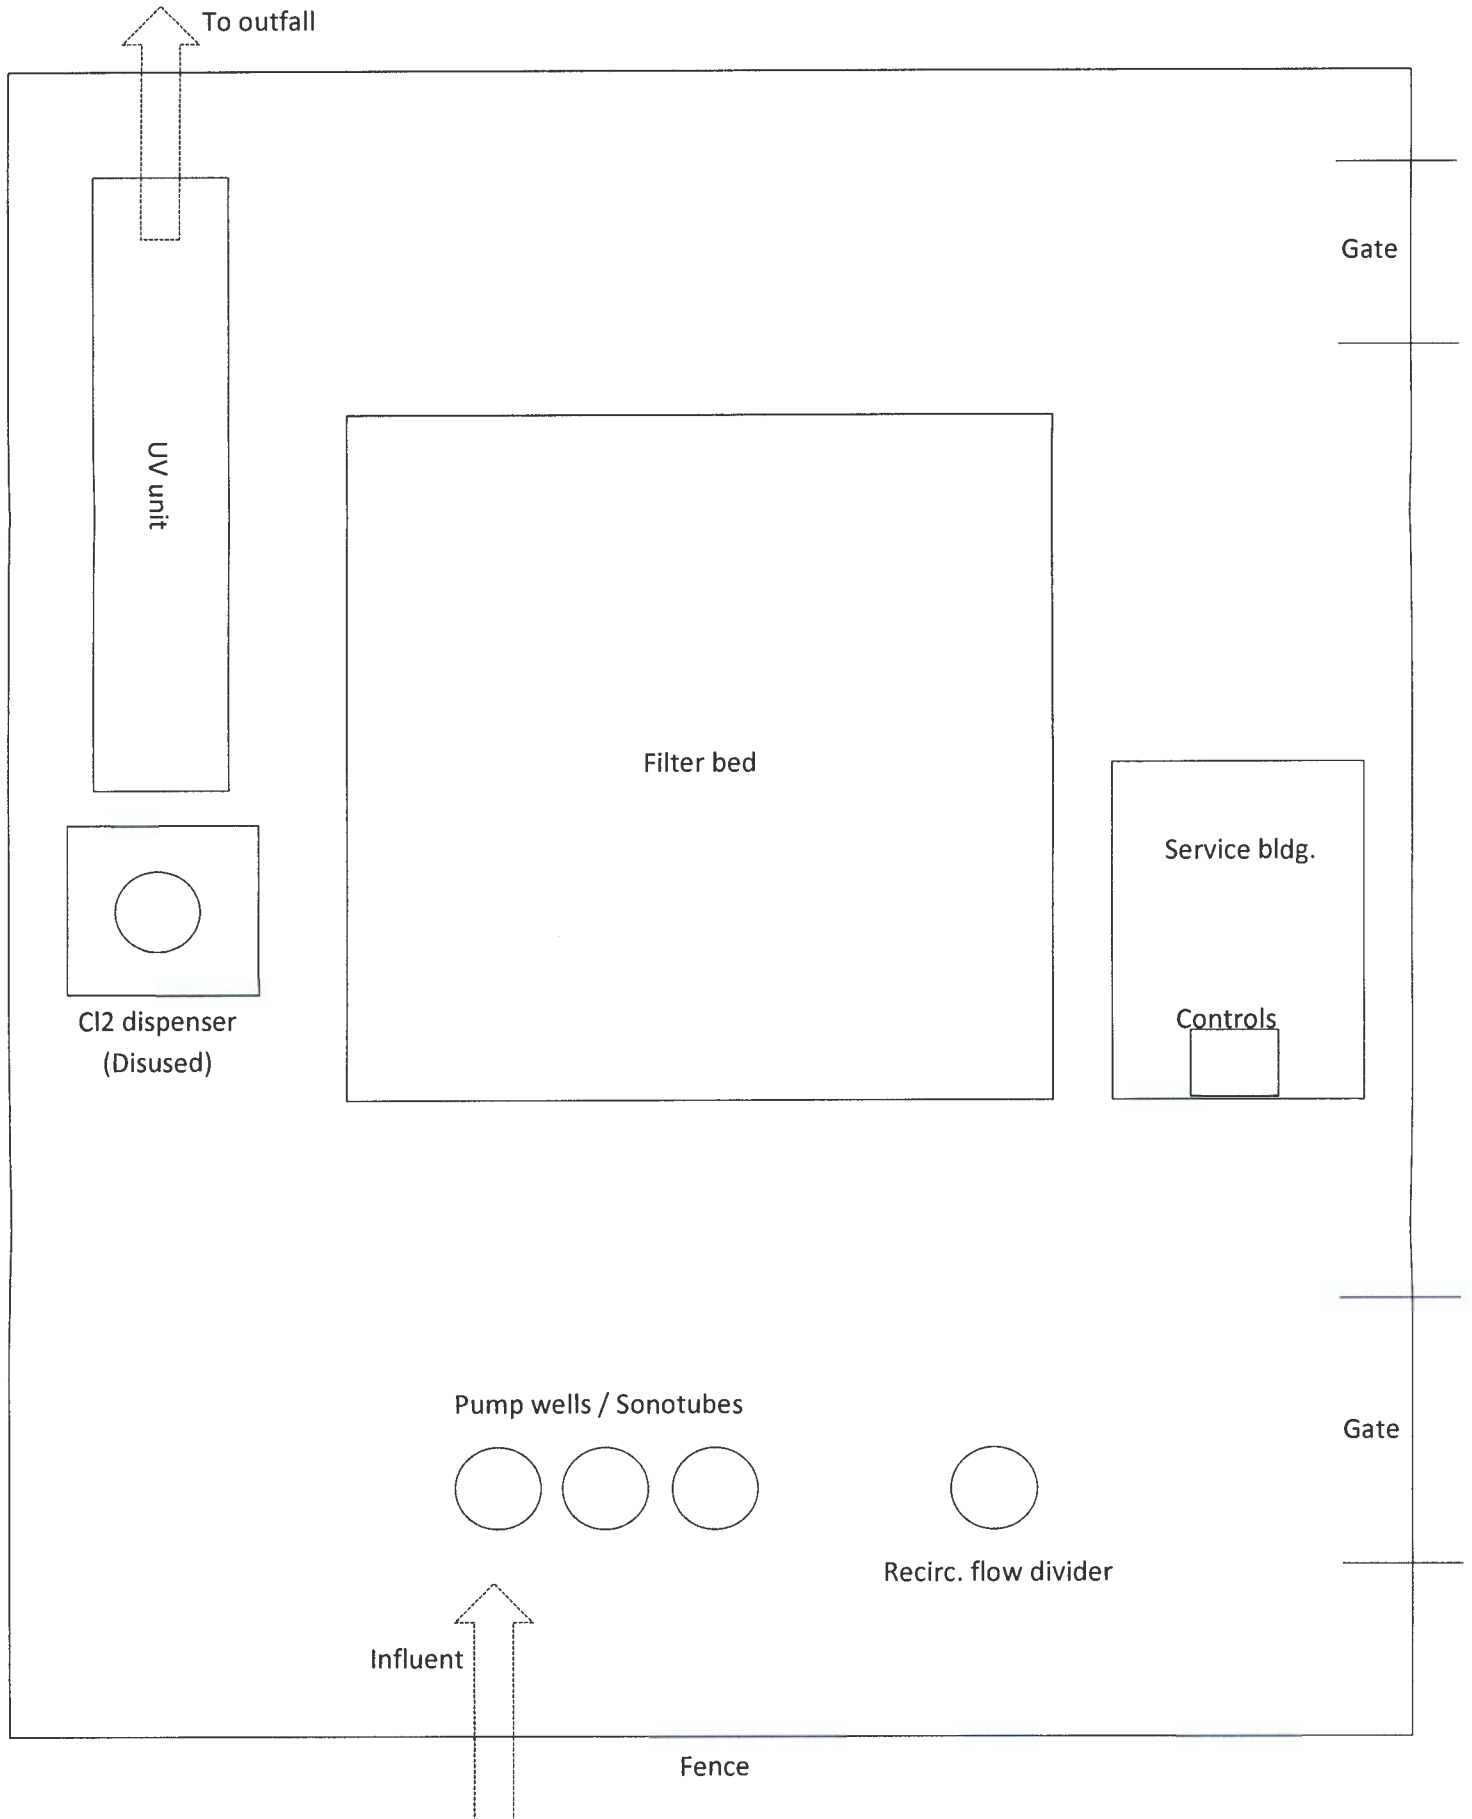 To outfall
Gate
UV unit
Filter bed
Service bldg.
Controls
Cl2 dispenser
(Disused)
Pump wells / Sonotubes
Gate
Recirc. flow divider
Influent
Fence